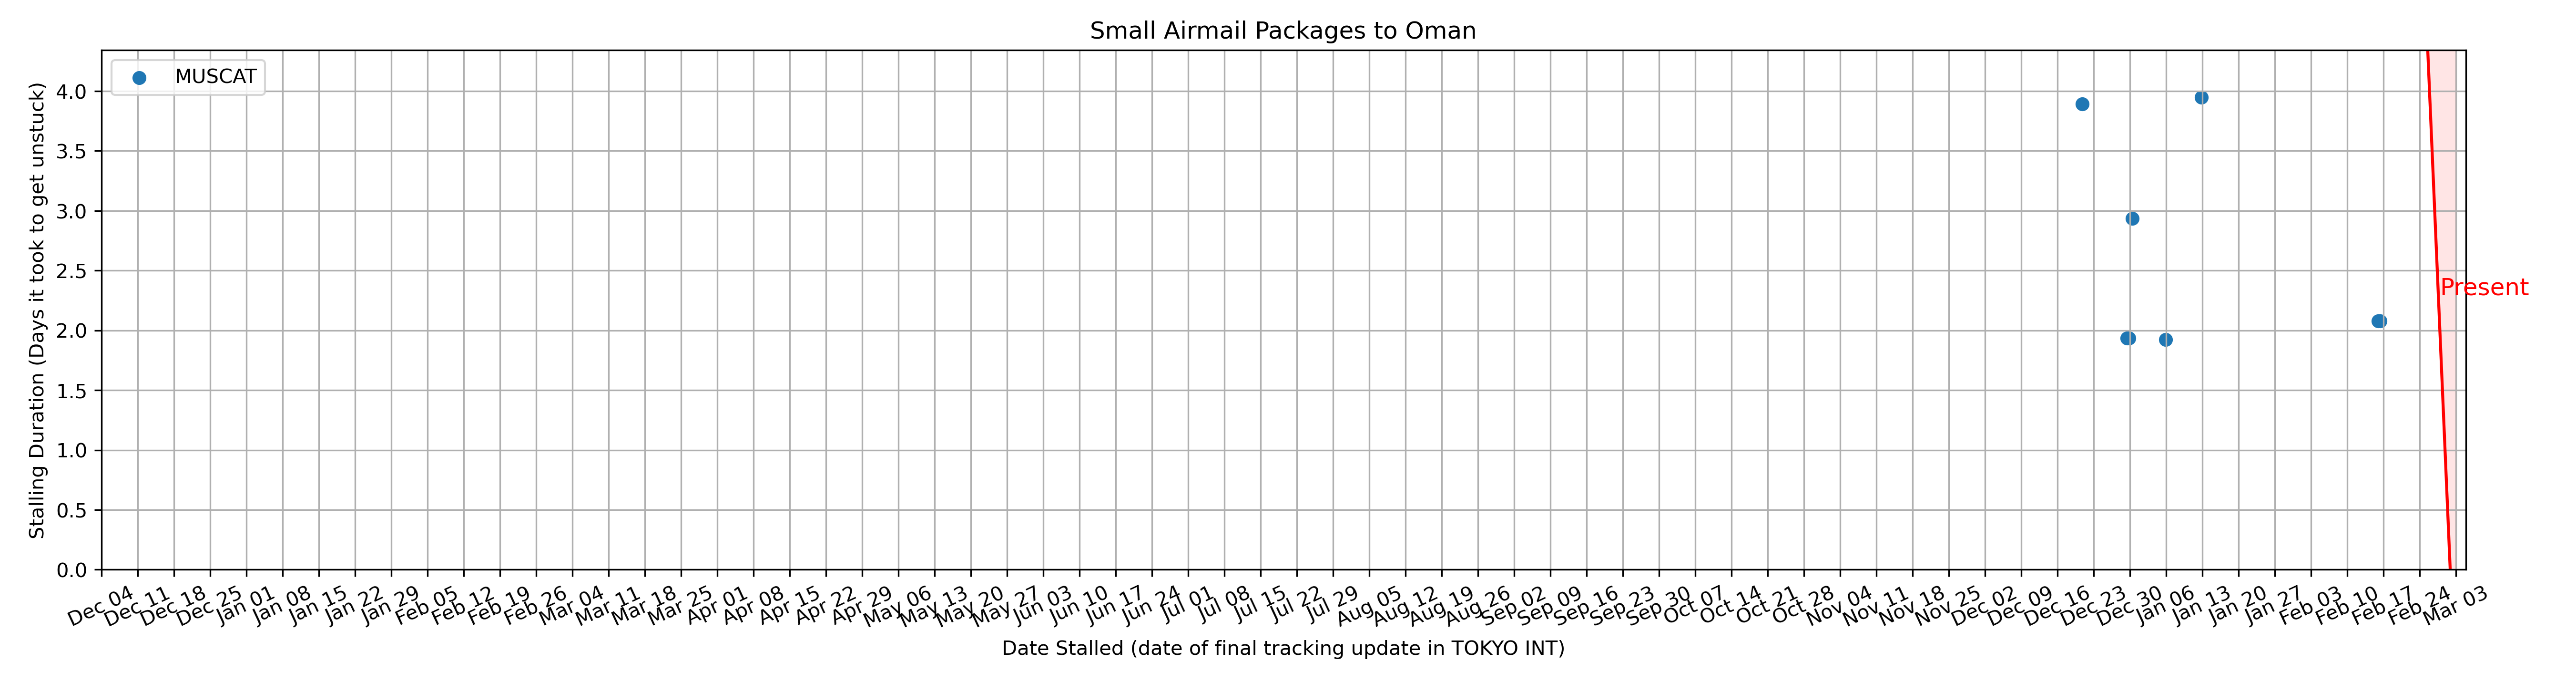 Small Airmail Packages to Oman
MUSCAT
Stalling Duration (Days it took to get unstuck)
4.0
3.5
3.0
2.5
2.0
1.5
1.0
0.5
0.0
Present
Dec 04 Dec 11 Dec 18 Dec 25 Jan 01 Jan 08 Jan 15 Jan 22 Jan 29 Feb 05 Feb 12 Feb 19 Feb 26 Mar 04 Mar 11 Mar 18 Mar 25 Apr 01 Apr 08 Apr 15 Apr 22 Apr 29 May 06 May 13 May 20 May 27 Jun 03 Jun 10 Jun 17 Jun 24 Jul 01 Jul 08 Jul 15 Jul 22 Jul 29 Aug 05 Aug 12 Aug 19 Aug 26 Sep 02 Sep 09 Sep 16 Sep 23 Sep 30 Oct 07 Oct 14 Oct 21 Oct 28 Nov 04 Nov 11 Nov 18 Nov 25 Dec 02 Dec 09 Dec 16 Dec 23 Dec 30 Jan 06 Jan 13 Jan 20 Jan 27 Feb 03 Feb 10 Feb 17 Feb 24 Mar 03
Date Stalled (date of final tracking update in TOKYO INT)